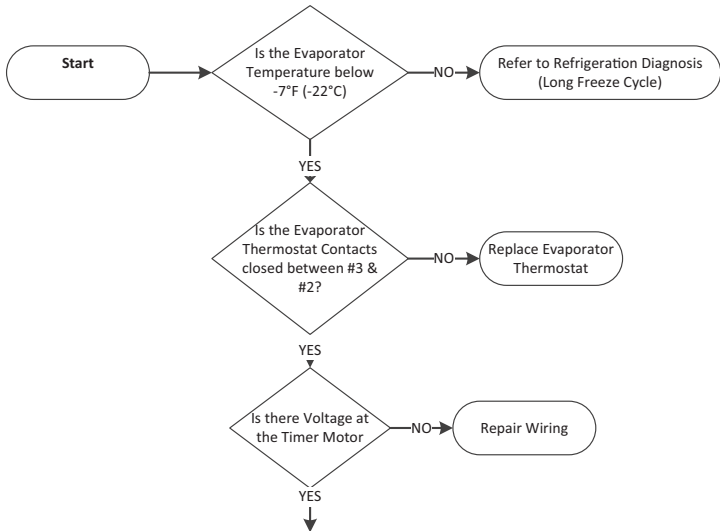 Start
Is the Evaporator
Temperature below
-7°F (-22°C)
NO
Refer to Refrigeration Diagnosis
(Long Freeze Cycle)
YES
Is the Evaporator
Thermostat Contacts
closed between #3 &
#2?
NO
Replace Evaporator
Thermostat
YES
Is there Voltage at
the Timer Motor
NO
Repair Wiring
YES